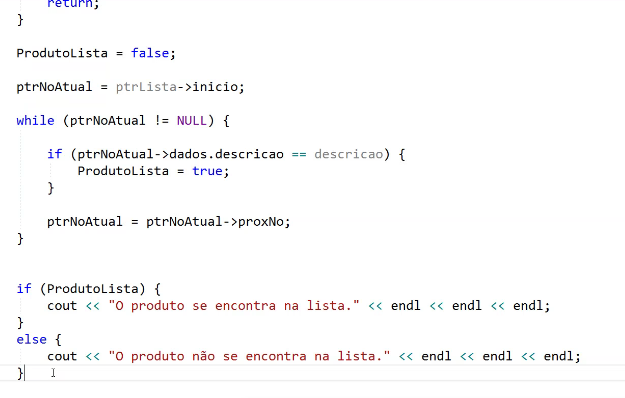 return;
}
ProdutoLista = false;
ptrNoAtual = ptrLista->inicio;
while (ptrNoAtual != NULL) {
if (ptrNoAtual->dados.descricao == descricao) {
ProdutoLista = true;
}
ptrNoAtual = ptrNoAtual->proxNo;
}
if (ProdutoLista) {
cout << "O produto se encontra na lista." << endl << endl << endl;
}
else {
cout << "O produto não se encontra na lista." << endl << endl << endl;
}